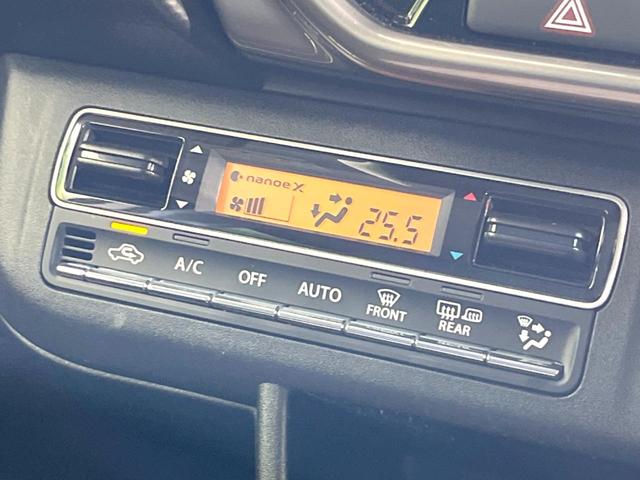 nanoe X
25.5
A/C
OFF
AUTO
FRONT
REAR